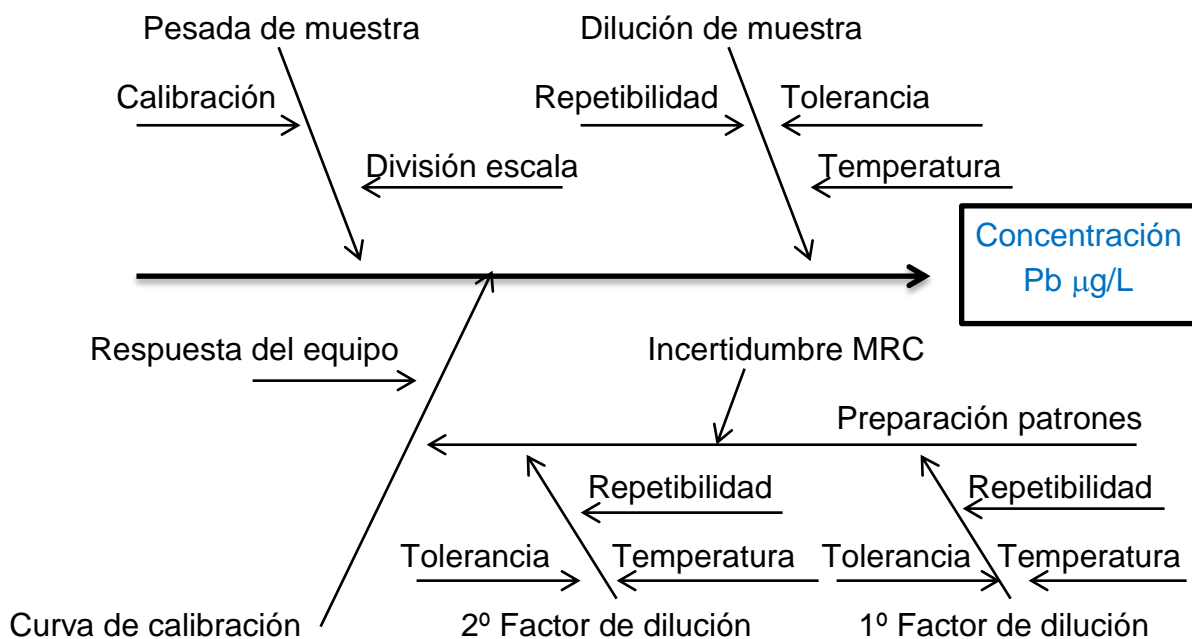 Pesada de muestra
Dilución de muestra
Calibración
Repetibilidad
Tolerancia
División escala
Temperatura
Concentración
Pb µg/L
Respuesta del equipo
Incertidumbre MRC
Preparación patrones
Repetibilidad
Repetibilidad
Tolerancia
Temperatura
Tolerancia
Temperatura
Curva de calibración
2º Factor de dilución
1º Factor de dilución